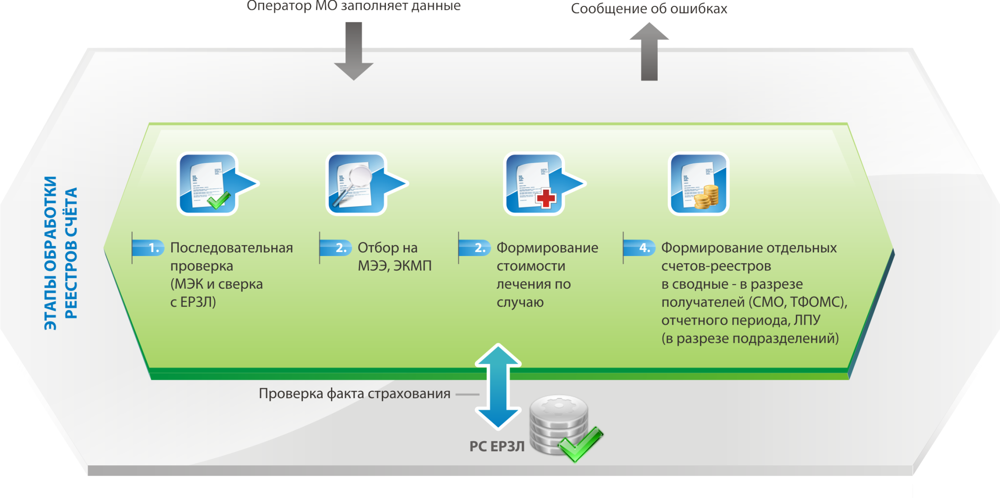 Оператор МО заполняет данные
Сообщение об ошибках
ЭТАПЫ ОБРАБОТКИ
РЕЕСТРОВ СЧЁТА
1. Последовательная
проверка
(МЭК и сверка
с ЕРЗЛ)
2. Отбор на
МЭЭ, ЭКМП
2. Формирование
стоимости
лечения по
случаю
4. Формирование отдельных
счетов-реестров
в сводные - в разрезе
получателей (СМО, ТФОМС),
отчетного периода, ЛПУ
(в разрезе подразделений)
Проверка факта страхования
РС ЕРЗЛ